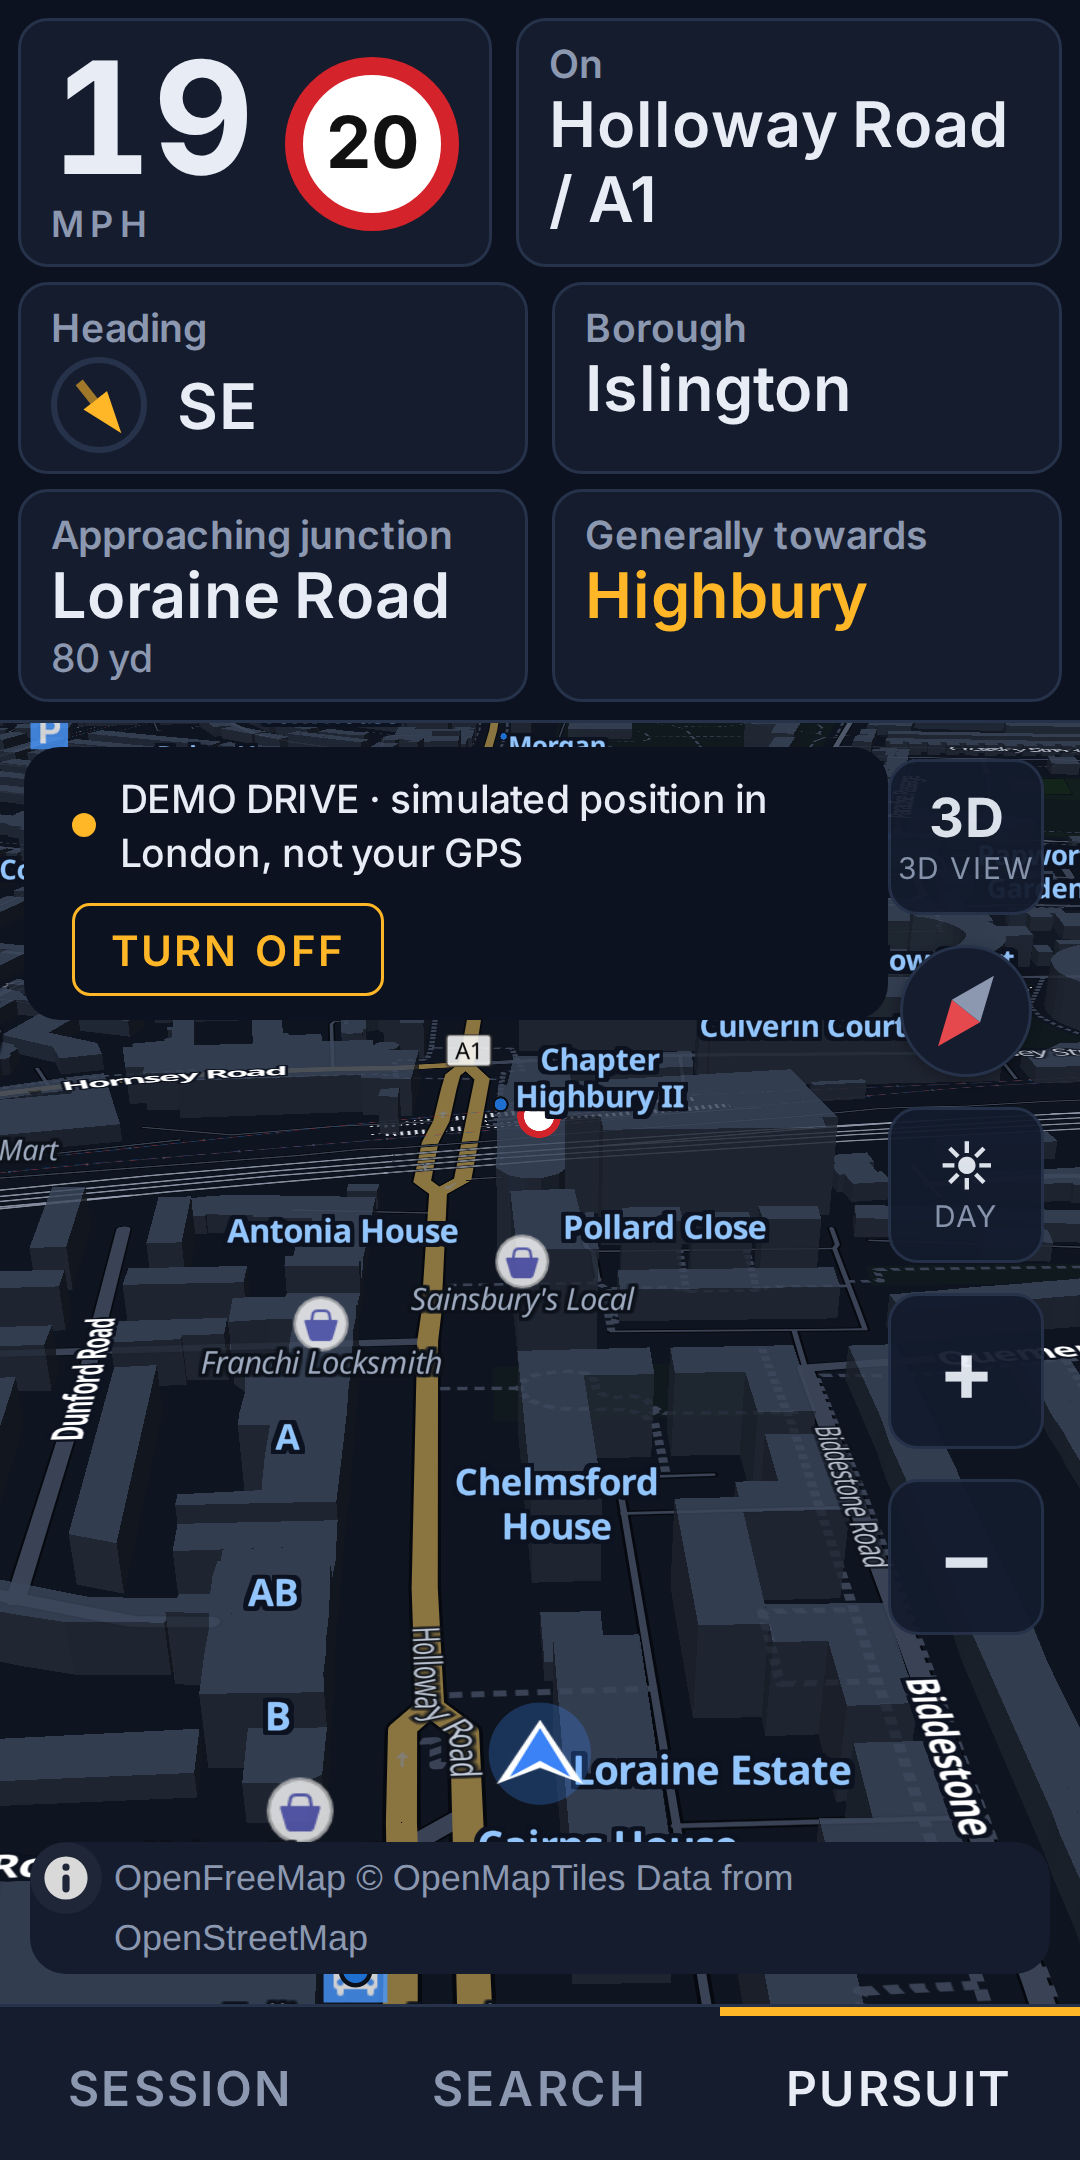 19
MPH
20
On
Holloway Road
/ A1
Heading
SE
Borough
Islington
Approaching junction
Loraine Road
80 yd
Generally towards
Highbury
P
Morgan
DEMO DRIVE · simulated position in
London, not your GPS
TURN OFF
3D
3D VIEW
Culverin Court
A1
Chapter
Highbury II
Hornsey Road
Mart
Antonia House
Pollard Close
DAY
Sainsbury's Local
Franchi Locksmith
Dunford Road
+
A
Chelmsford
House
Biddestone Road
−
AB
Holloway Road
B
Biddestone
Loraine Estate
Cairns House
OpenFreeMap © OpenMapTiles Data from
OpenStreetMap
SESSION
SEARCH
PURSUIT